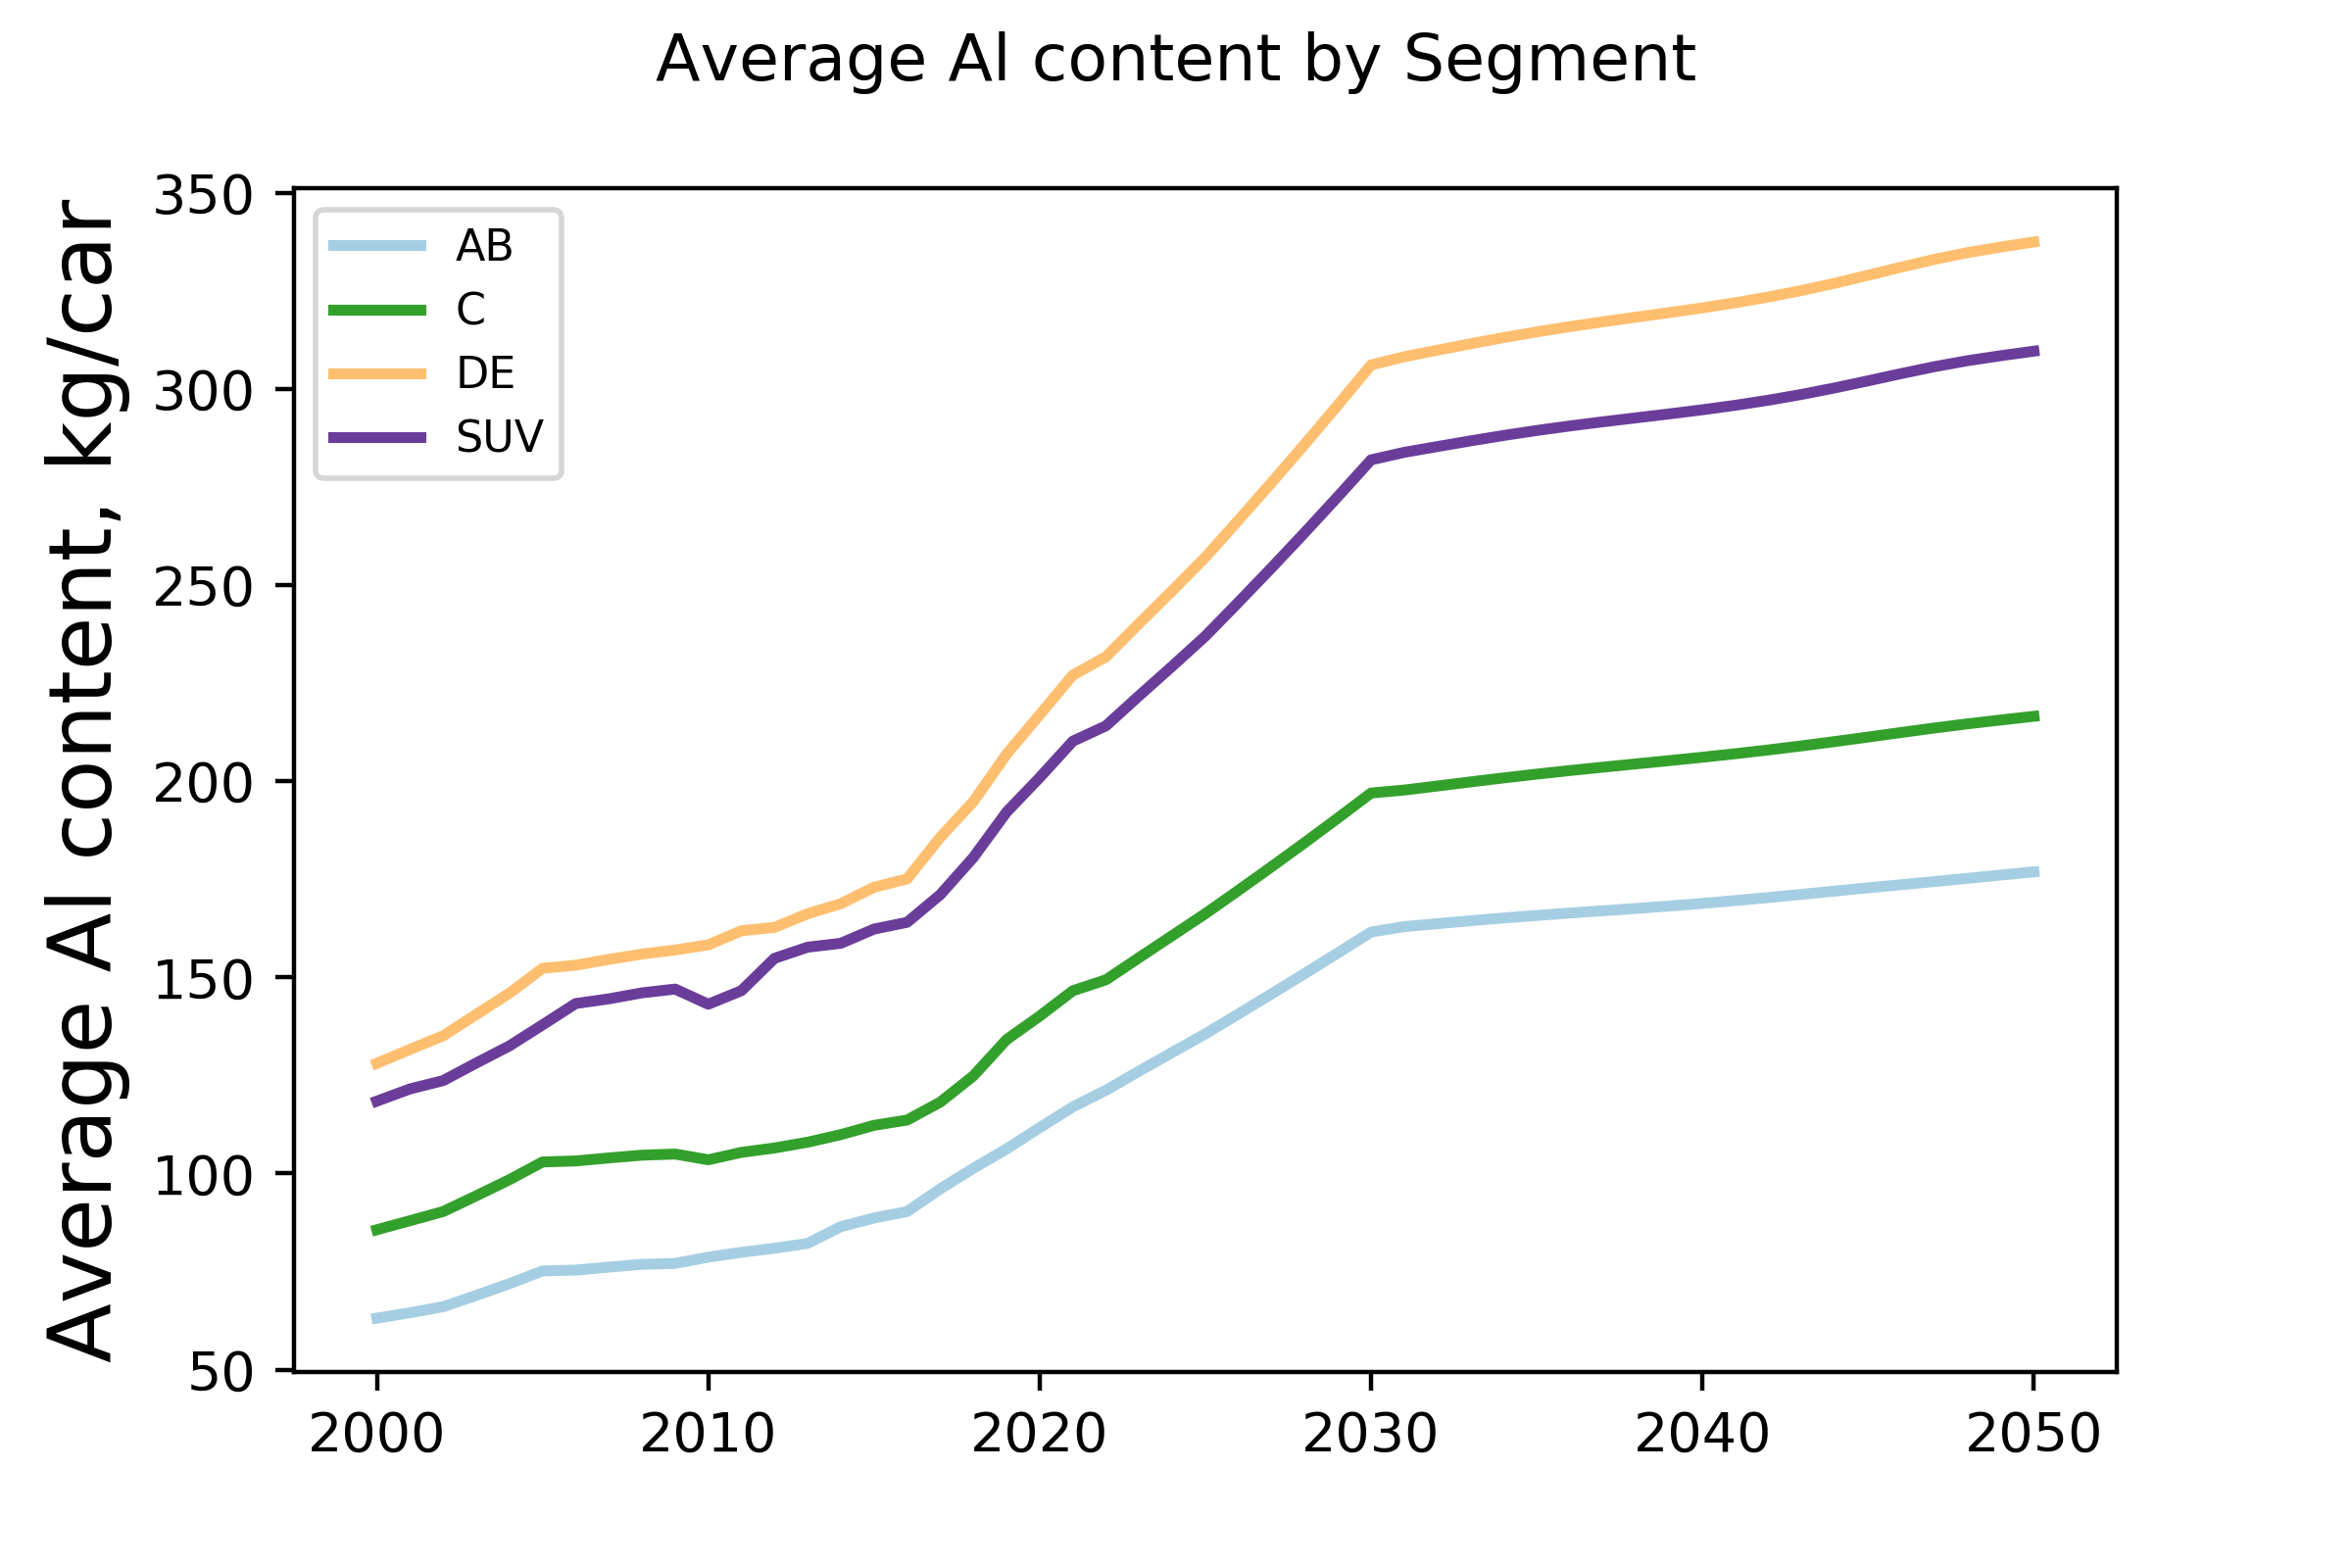 Average Al content by Segment
Average Al content, kg/car
350
300
250
200
150
100
50
AB
C
DE
SUV
2000 2010 2020 2030 2040 2050